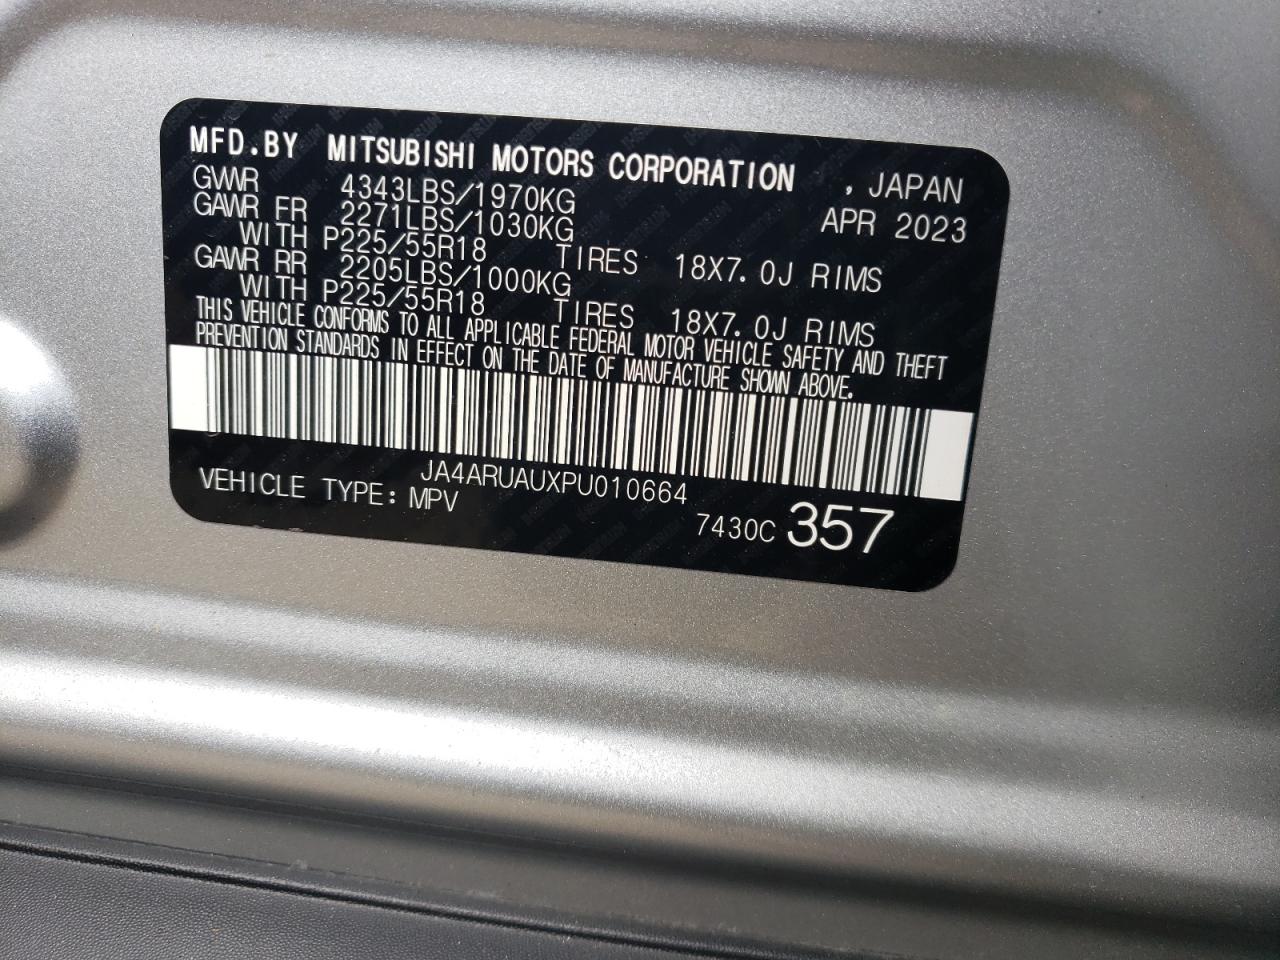 MFD.BY MITSUBISHI MOTORS CORPORATION , JAPAN
GWWR 4343LBS/1970KG APR 2023
GAWR FR 2271LBS/1030KG
WITH P225/55R18 TIRES 18X7.0J RIMS
GAWR RR 2205LBS/1000KG
WITH P225/55R18 TIRES 18X7.0J RIMS
THIS VEHICLE CONFORMS TO ALL APPLICABLE FEDERAL MOTOR VEHICLE SAFETY AND THEFT
PREVENTION STANDARDS IN EFFECT ON THE DATE OF MANUFACTURE SHOWN ABOVE.
JA4ARUAUXPU010664
VEHICLE TYPE: MPV
7430C 357